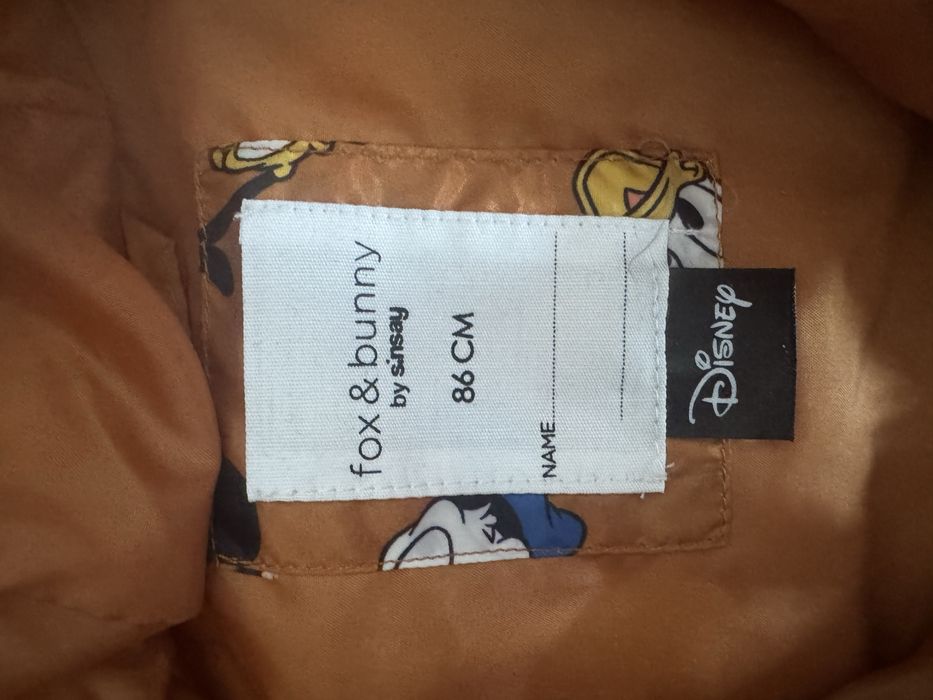 fox & bunny
by sinsay
86 CM
NAME
DISNEY